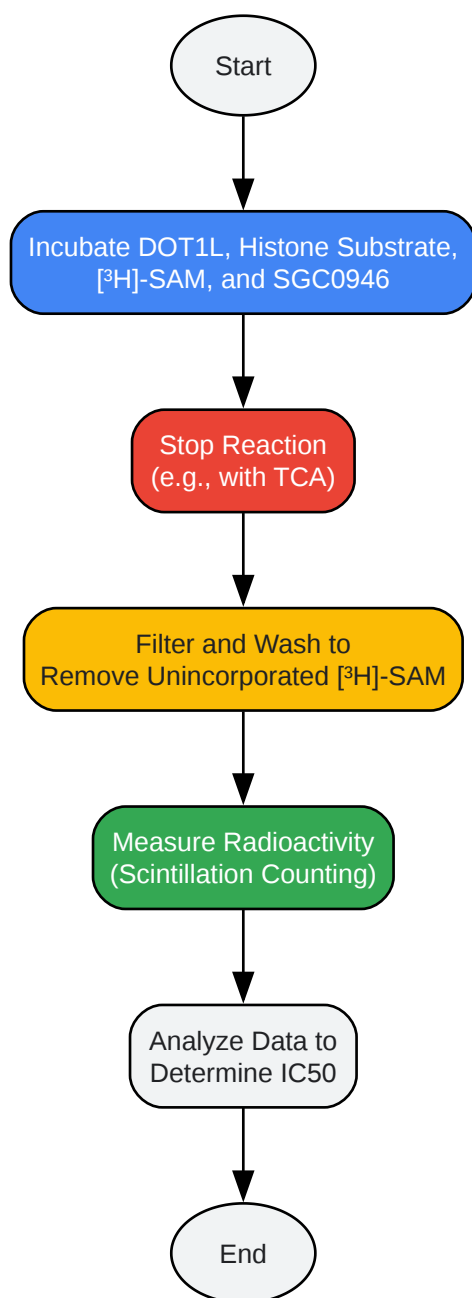 Start
Incubate DOT1L, Histone Substrate,
[³H]-SAM, and SGC0946
Stop Reaction
(e.g., with TCA)
Filter and Wash to
Remove Unincorporated [³H]-SAM
Measure Radioactivity
(Scintillation Counting)
Analyze Data to
Determine IC50
End